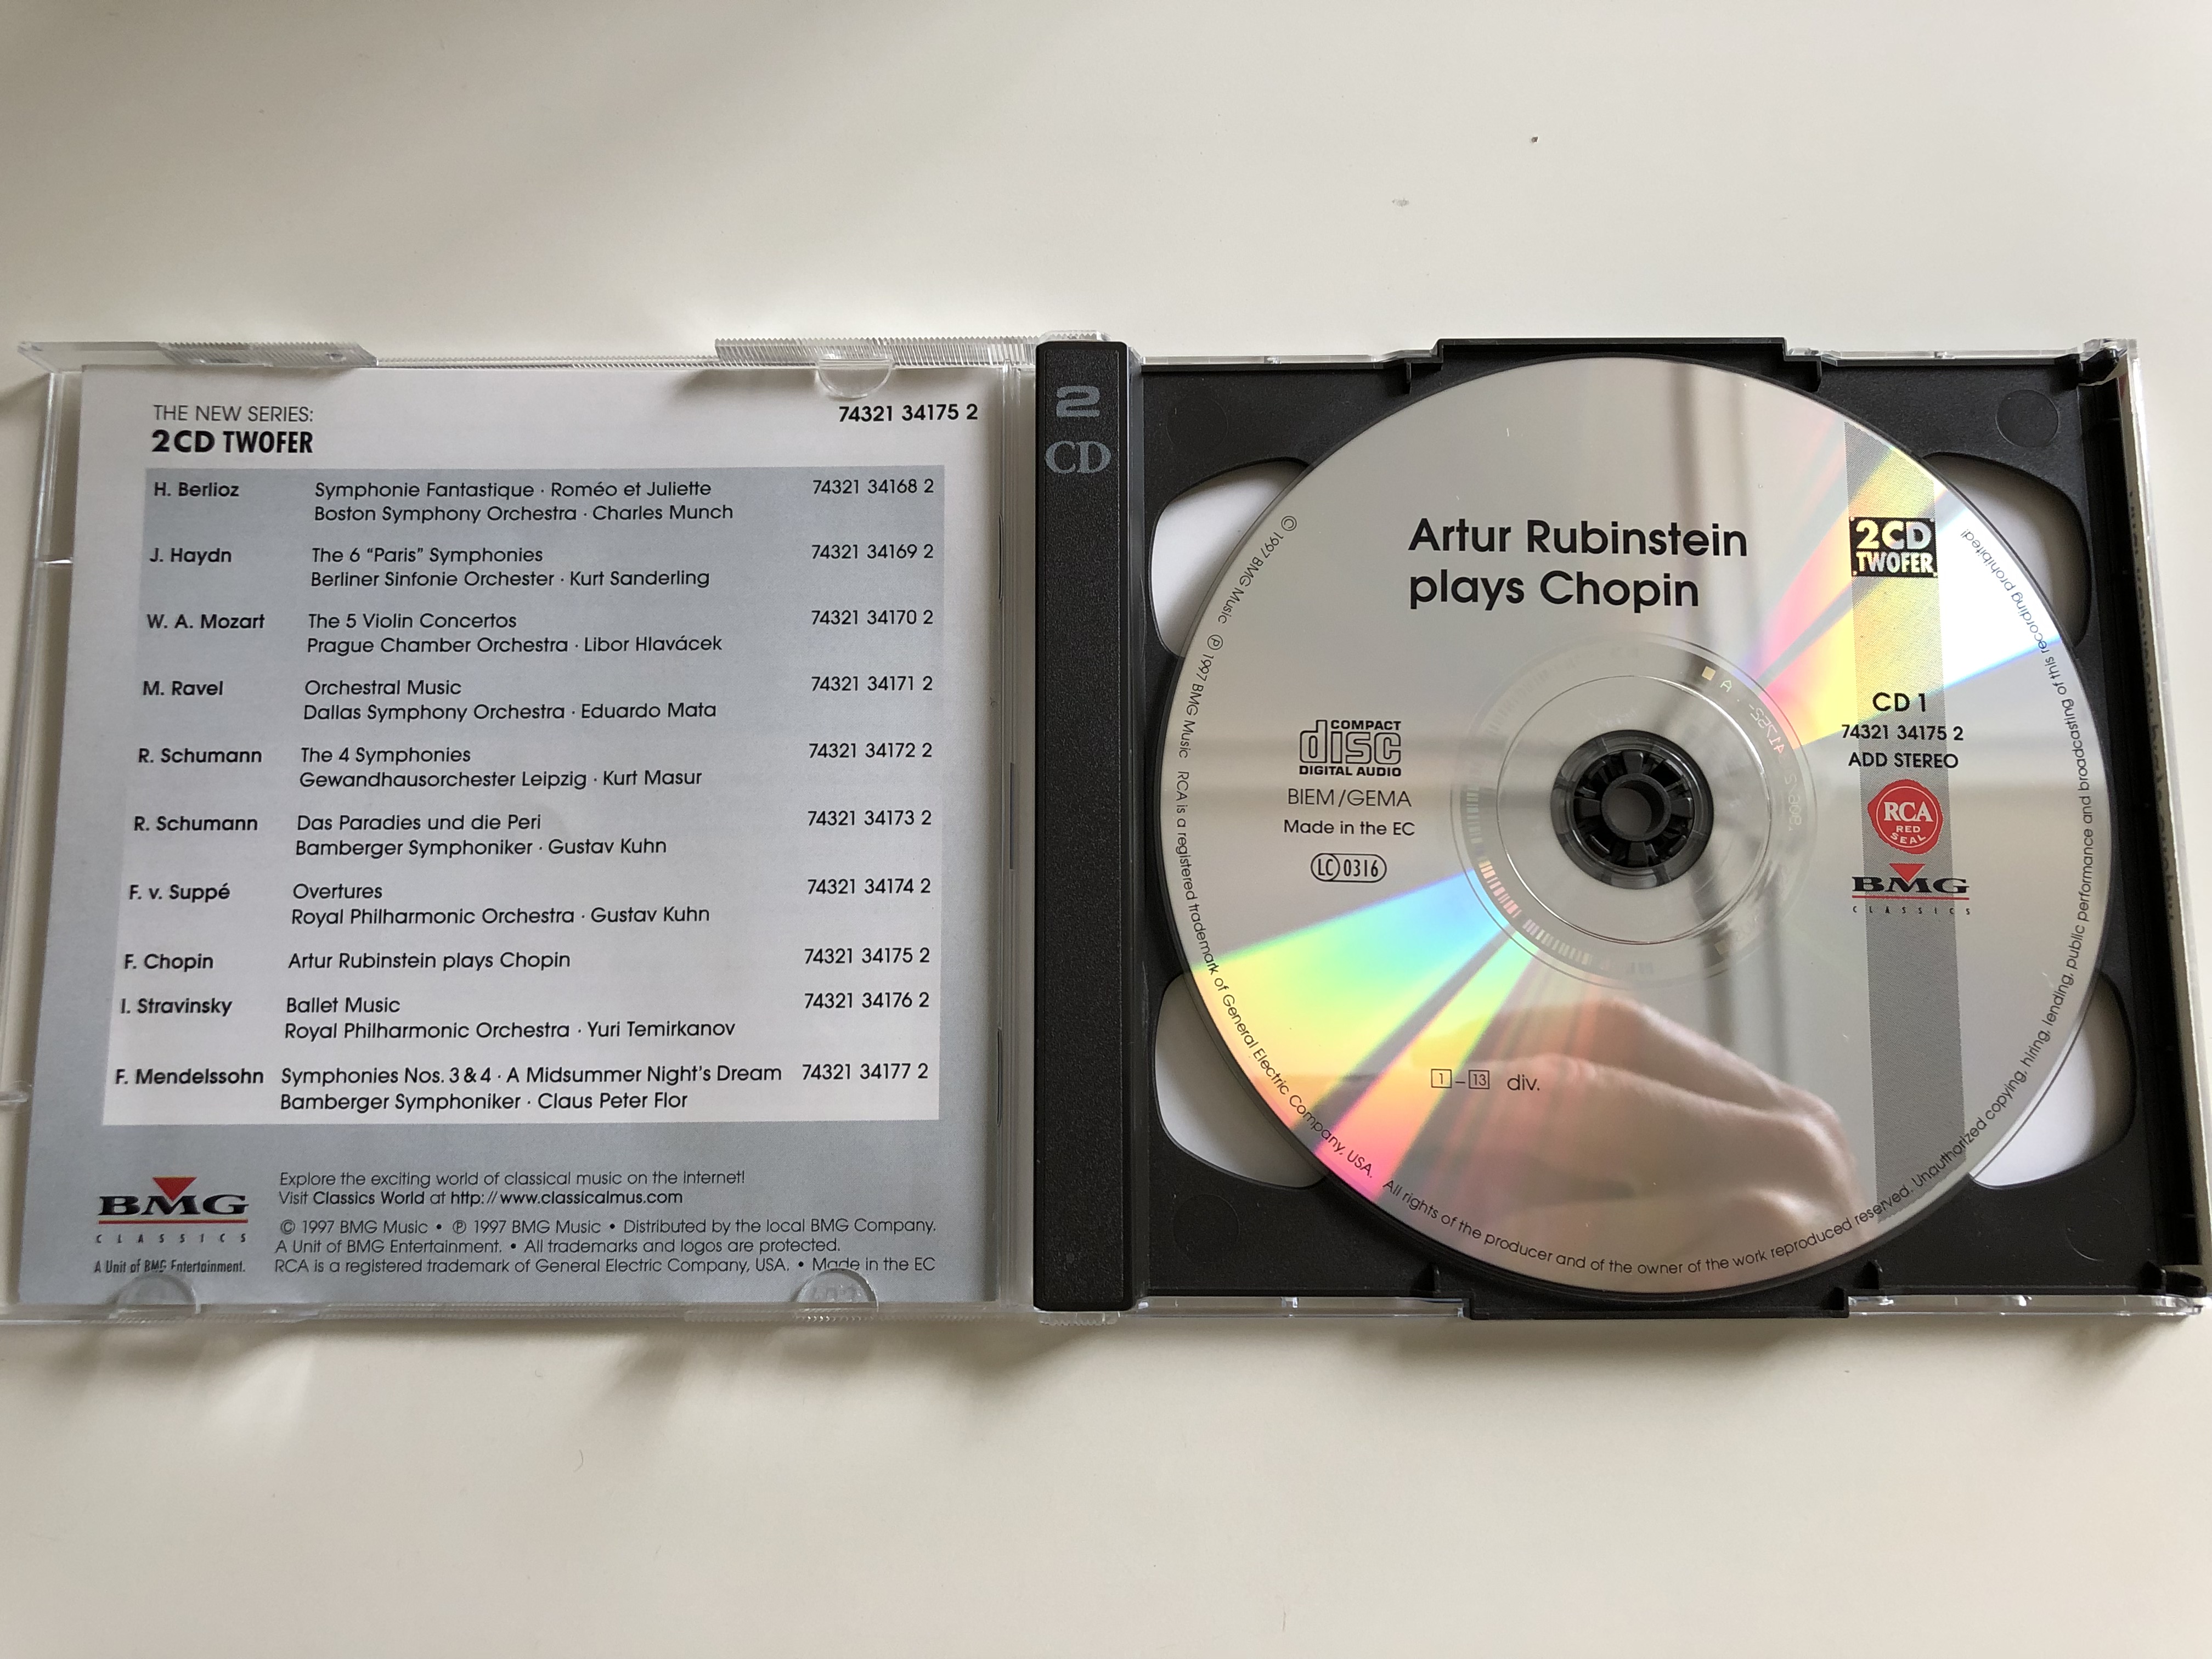 THE NEW SERIES:
2CD TWOFER
74321 34175 2
H. Berlioz Symphonie Fantastique · Roméo et Juliette 74321 34168 2
Boston Symphony Orchestra · Charles Munch
J. Haydn The 6 “Paris” Symphonies 74321 34169 2
Berliner Sinfonie Orchester · Kurt Sanderling
W. A. Mozart The 5 Violin Concertos 74321 34170 2
Prague Chamber Orchestra · Libor Hlavácek
M. Ravel Orchestral Music 74321 34171 2
Dallas Symphony Orchestra · Eduardo Mata
R. Schumann The 4 Symphonies 74321 34172 2
Gewandhausorchester Leipzig · Kurt Masur
R. Schumann Das Paradies und die Peri 74321 34173 2
Bamberger Symphoniker · Gustav Kuhn
F. v. Suppé Overtures 74321 34174 2
Royal Philharmonic Orchestra · Gustav Kuhn
F. Chopin Artur Rubinstein plays Chopin 74321 34175 2
I. Stravinsky Ballet Music 74321 34176 2
Royal Philharmonic Orchestra · Yuri Temirkanov
F. Mendelssohn Symphonies Nos. 3 & 4 · A Midsummer Night's Dream 74321 34177 2
Bamberger Symphoniker · Claus Peter Flor
BMG
CLASSICS
A Unit of BMG Entertainment.
Explore the exciting world of classical music on the internet!
Visit Classics World at http://www.classicalmus.com
© 1997 BMG Music • ℗ 1997 BMG Music • Distributed by the local BMG Company.
A Unit of BMG Entertainment. • All trademarks and logos are protected.
RCA is a registered trademark of General Electric Company, USA. • Made in the EC
2
CD
Artur Rubinstein
plays Chopin
2CD
TWOFER
COMPACT
disc
DIGITAL AUDIO
BIEM/GEMA
Made in the EC
LC 0316
CD 1
74321 34175 2
ADD STEREO
RCA
RED
SEAL
BMG
CLASSICS
1 – 13 div.
© 1997 BMG Music ℗ 1997 BMG Music RCA is a registered trademark of General Electric Company, USA. All rights of the producer and of the owner of the work reproduced reserved. Unauthorized copying, hiring, lending, public performance and broadcasting of this recording prohibited!